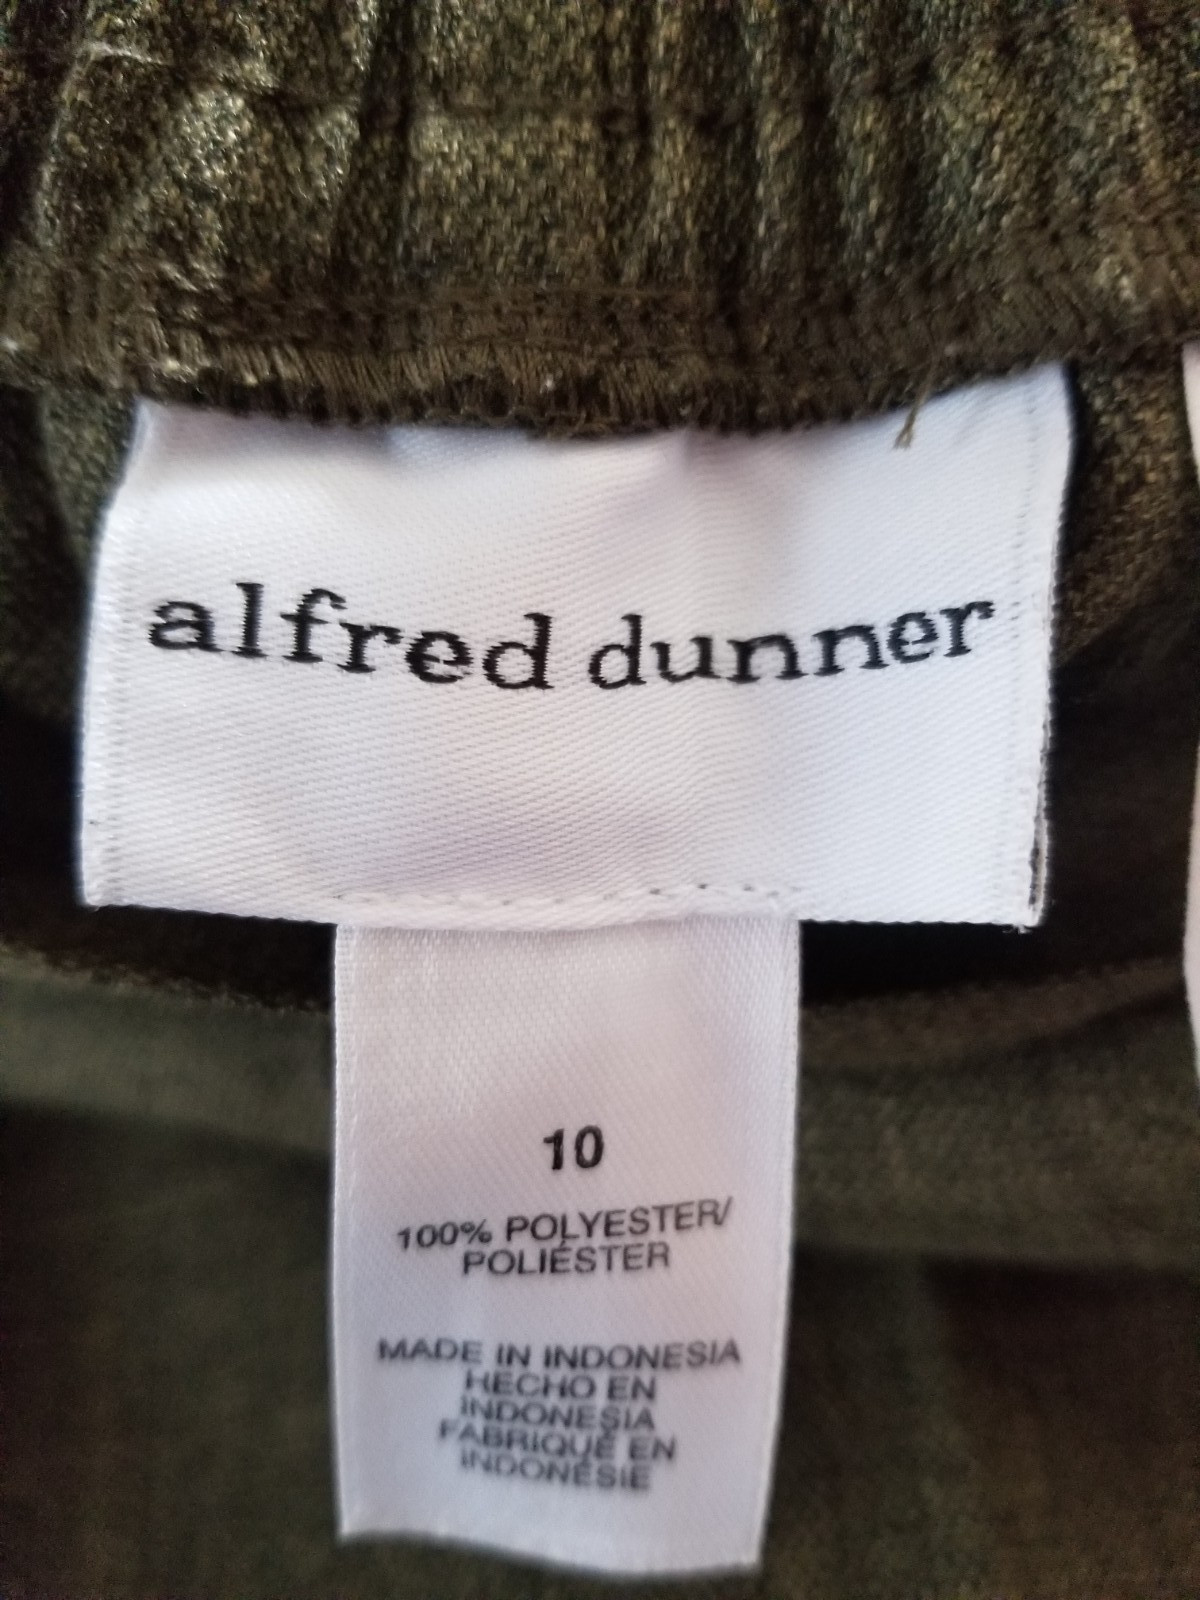 alfred dunner
10
100% POLYESTER/
POLIÉSTER
MADE IN INDONESIA
HECHO EN
INDONESIA
FABRIQUÉ EN
INDONÉSIE